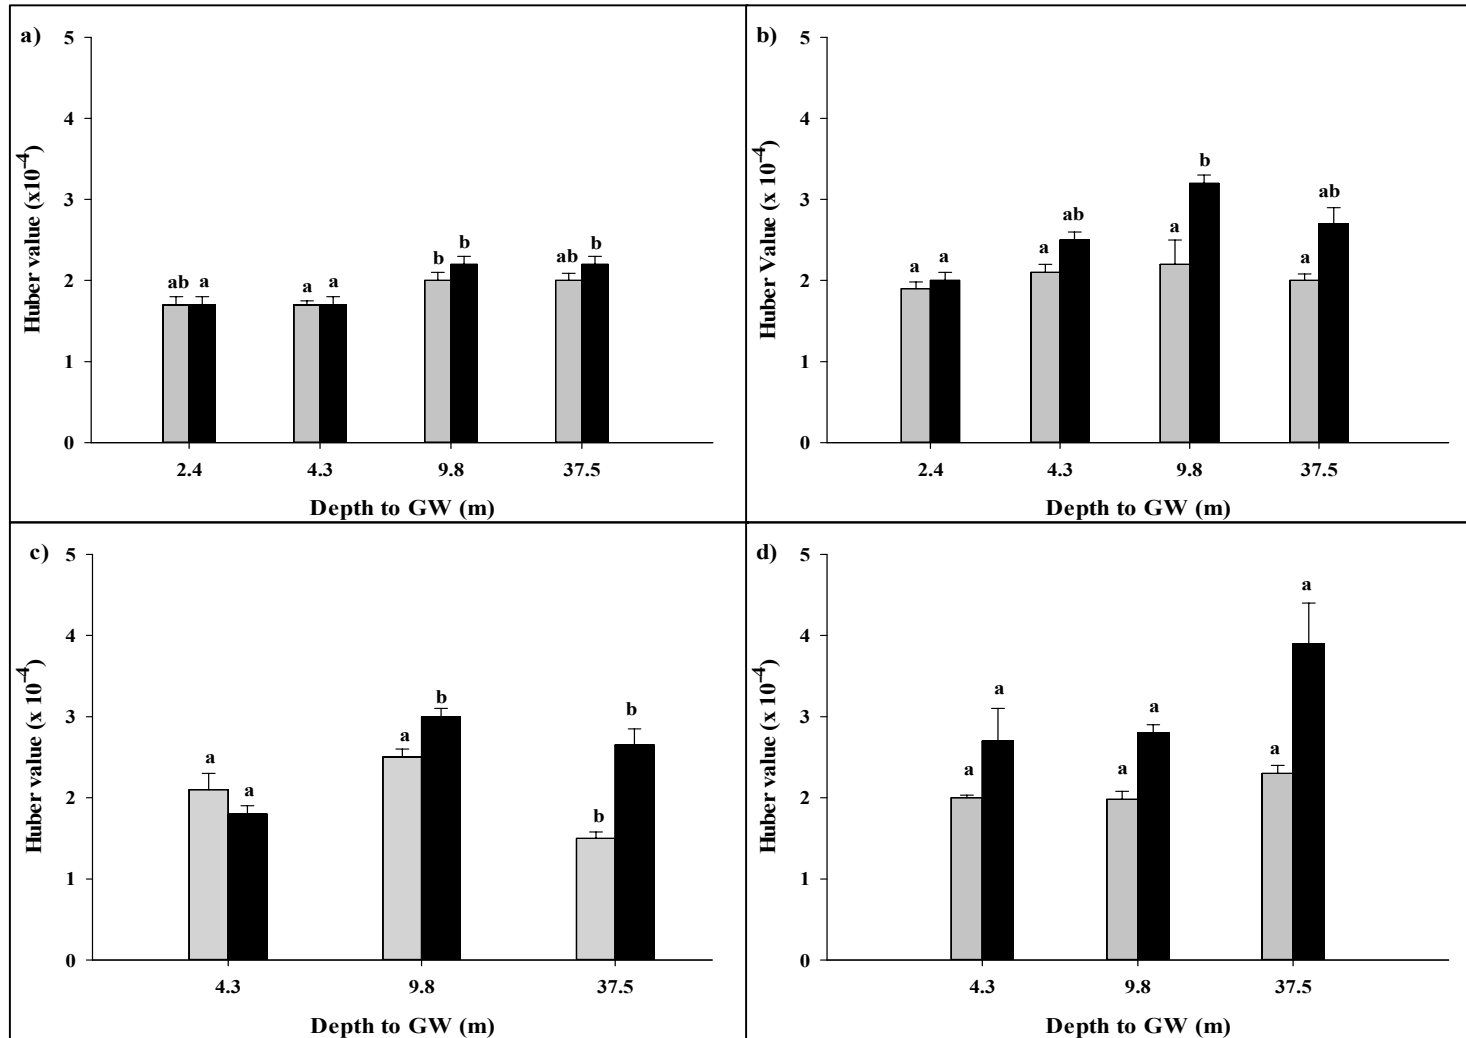 a)
Huber value (x10⁻⁴)
5
4
3
2
1
0
ab a a a b b ab b
2.4 4.3 9.8 37.5
Depth to GW (m)
b)
Huber Value (x 10⁻⁴)
5
4
3
2
1
0
a a a ab a b a ab
2.4 4.3 9.8 37.5
Depth to GW (m)
c)
Huber value (x 10⁻⁴)
5
4
3
2
1
0
a a a b b b
4.3 9.8 37.5
Depth to GW (m)
d)
Huber value (x 10⁻⁴)
5
4
3
2
1
0
a a a a a a
4.3 9.8 37.5
Depth to GW (m)